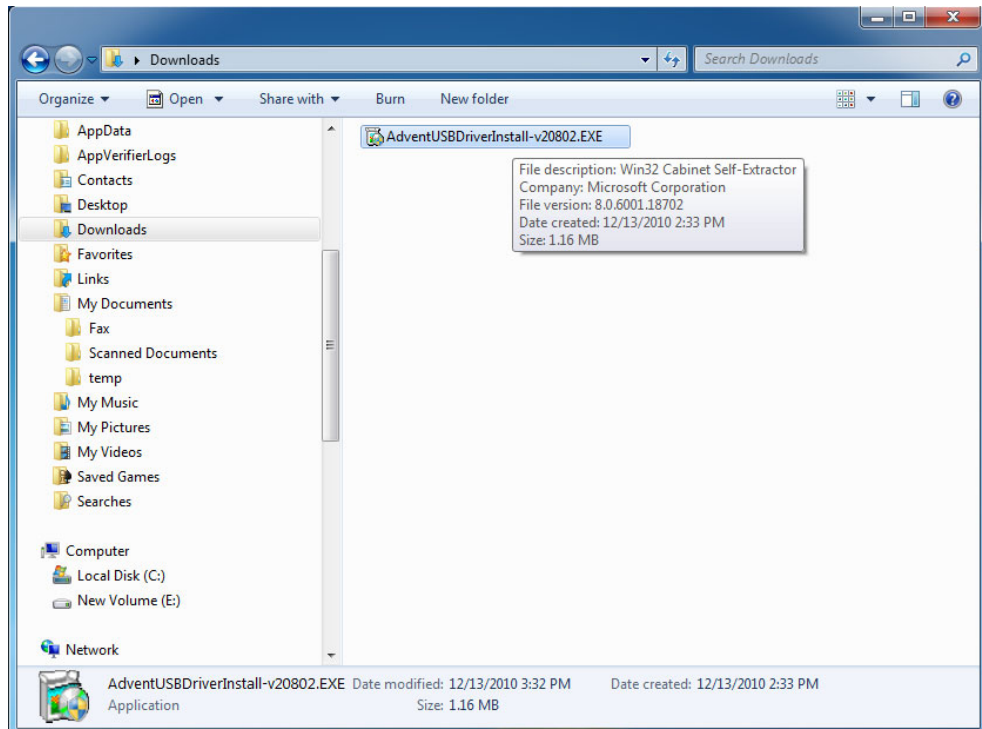 Downloads
Search Downloads
Organize Open Share with Burn New folder
AppData
AppVerifierLogs
Contacts
Desktop
Downloads
Favorites
Links
My Documents
Fax
Scanned Documents
temp
My Music
My Pictures
My Videos
Saved Games
Searches
Computer
Local Disk (C:)
New Volume (E:)
Network
AdventUSBDriverInstall-v20802.EXE
File description: Win32 Cabinet Self-Extractor
Company: Microsoft Corporation
File version: 8.0.6001.18702
Date created: 12/13/2010 2:33 PM
Size: 1.16 MB
AdventUSBDriverInstall-v20802.EXE Date modified: 12/13/2010 3:32 PM Date created: 12/13/2010 2:33 PM
Application Size: 1.16 MB